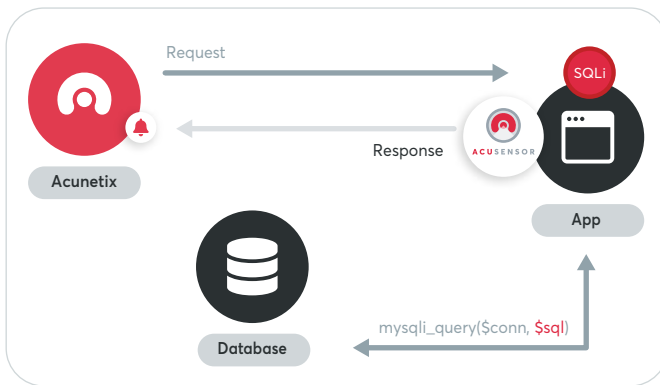 Request
SQLi
Response
ACUSENSOR
Acunetix
App
mysqli_query($conn, $sql)
Database